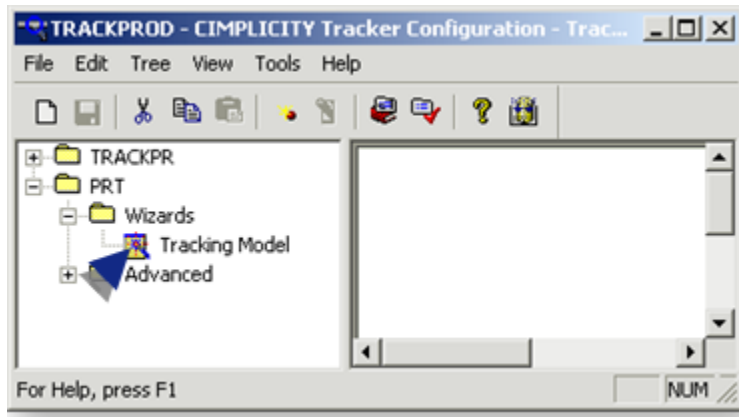 TRACKPROD - CIMPLICITY Tracker Configuration - Trac...
File Edit Tree View Tools Help
TRACKPR
PRT
Wizards
Tracking Model
Advanced
For Help, press F1
NUM